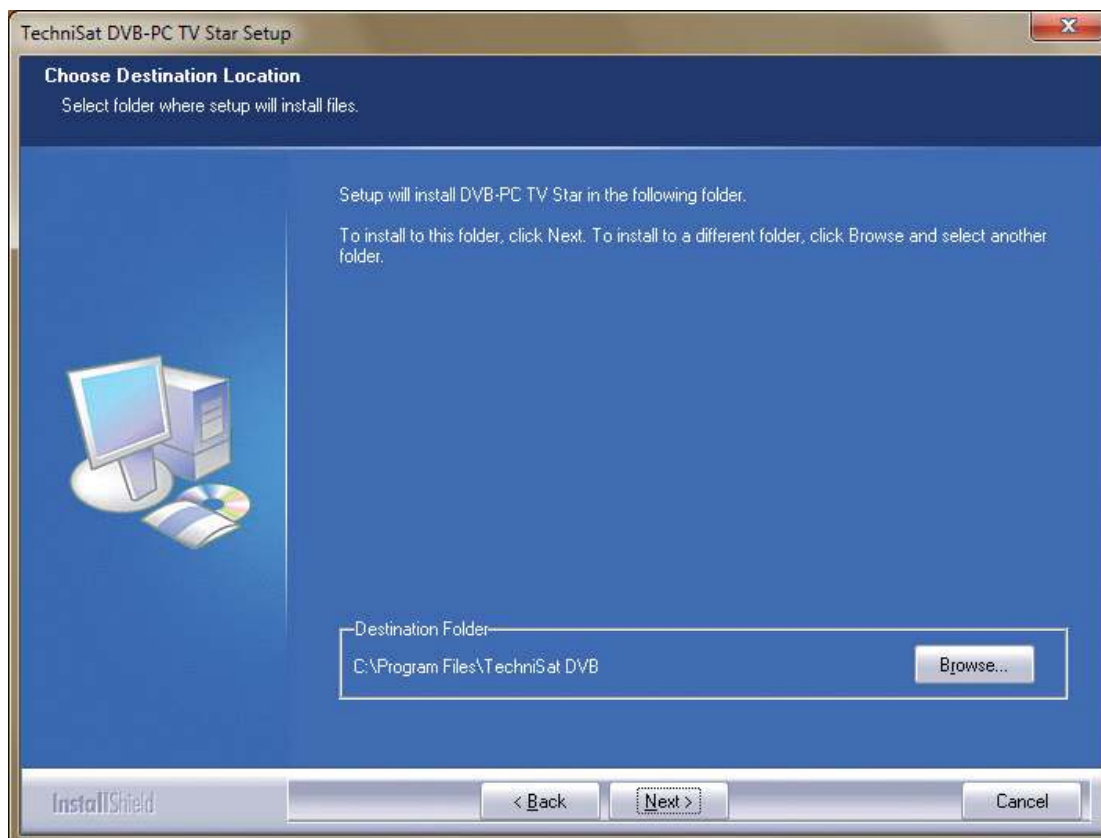 TechniSat DVB-PC TV Star Setup
Choose Destination Location
Select folder where setup will install files.
Setup will install DVB-PC TV Star in the following folder.
To install to this folder, click Next. To install to a different folder, click Browse and select another
folder.
Destination Folder
C:\Program Files\TechniSat DVB
Browse...
InstallShield
< Back
Next >
Cancel